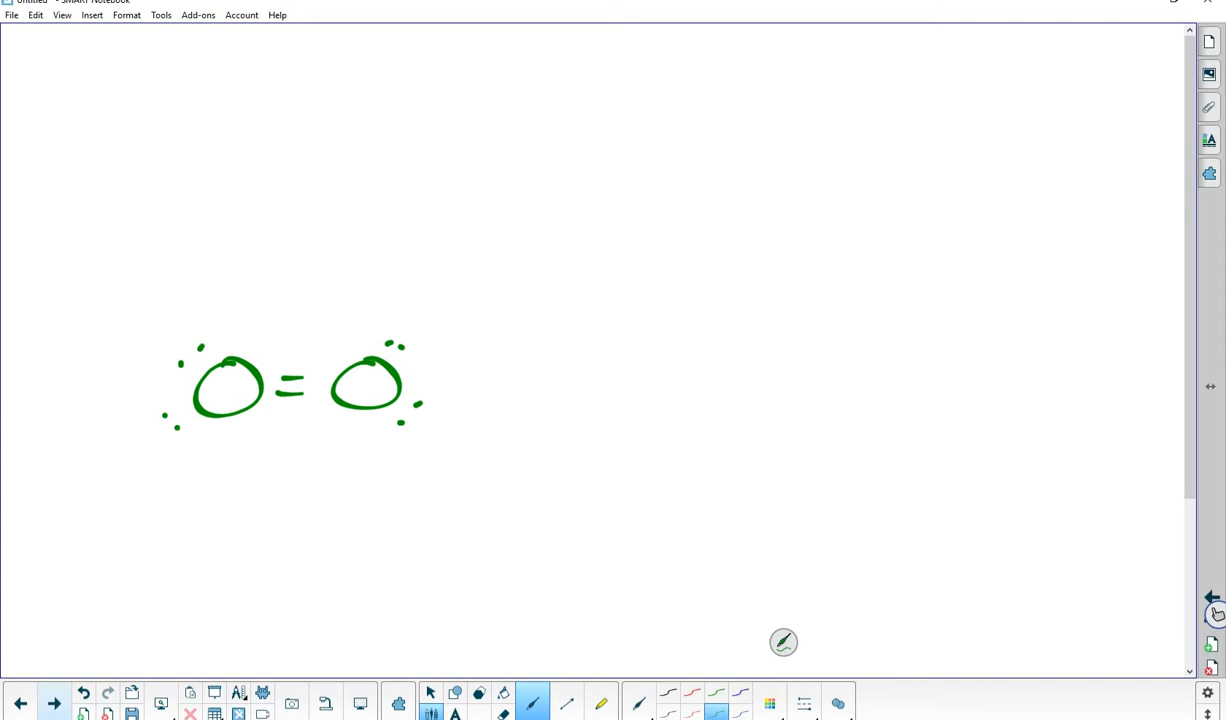 Untitled* - SMART Notebook
File Edit View Insert Format Tools Add-ons Account Help
O = O